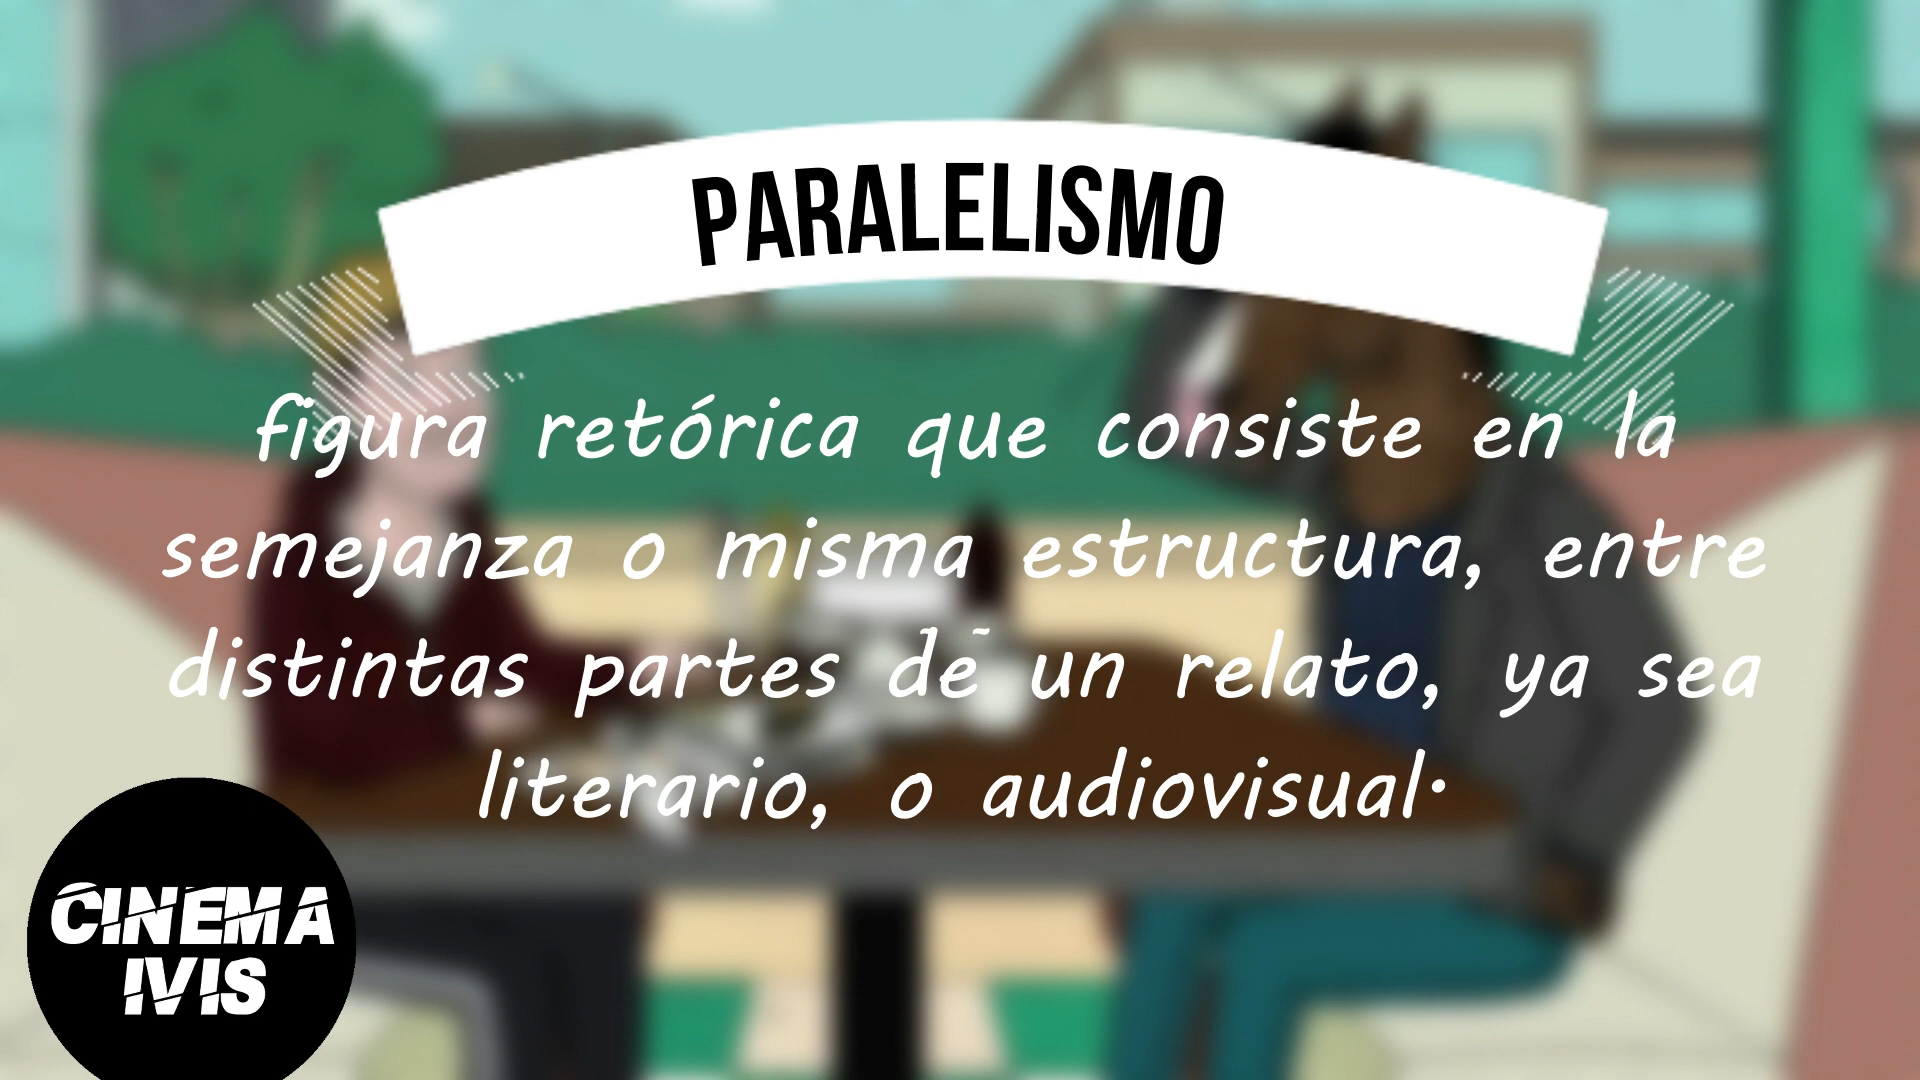 PARALELISMO
figura retórica que consiste en la
semejanza o misma estructura, entre
distintas partes de un relato, ya sea
literario, o audiovisual·
CINEMA
IVIS